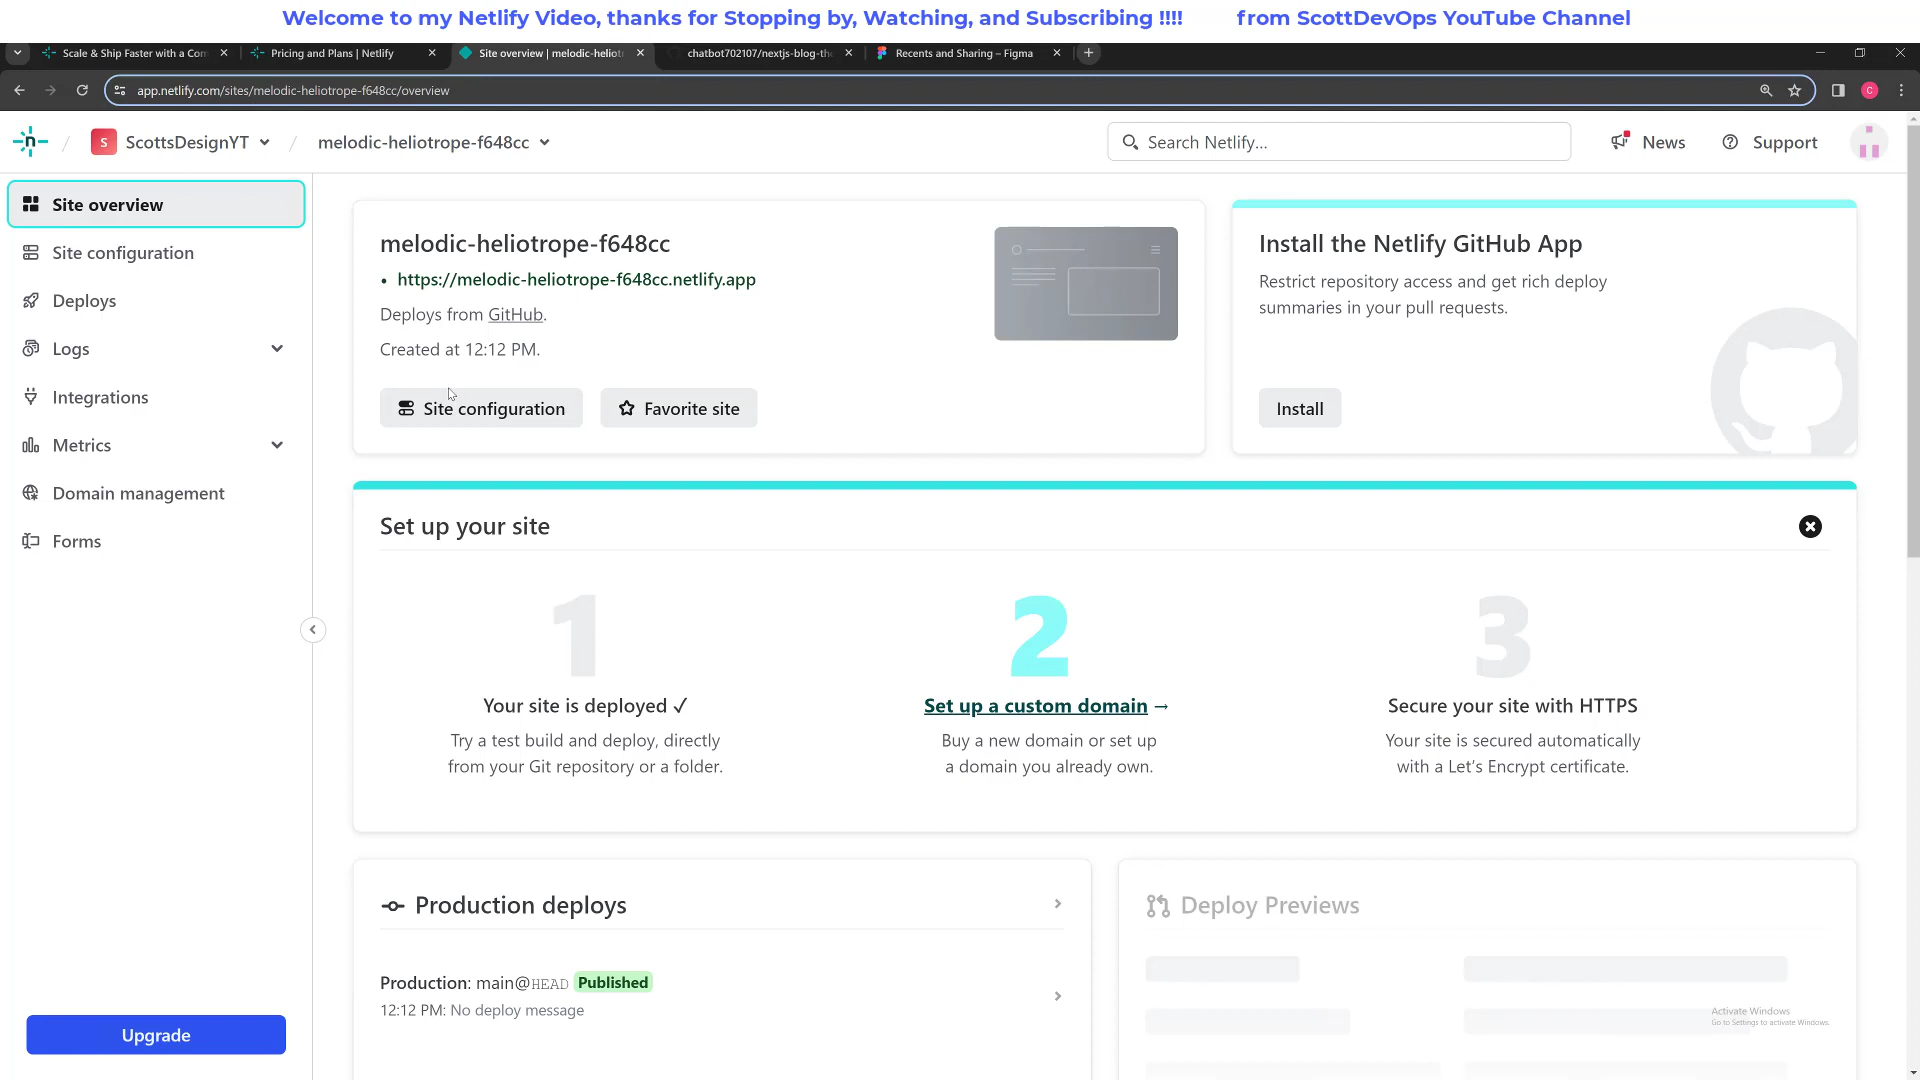 Welcome to my Netlify Video, thanks for Stopping by, Watching, and Subscribing !!!! from ScottDevOps YouTube Channel
Scale & Ship Faster with a Com
Pricing and Plans | Netlify
Site overview | melodic-heliotr
chatbot702107/nextjs-blog-the
Recents and Sharing – Figma
app.netlify.com/sites/melodic-heliotrope-f648cc/overview
C
n / S ScottsDesignYT / melodic-heliotrope-f648cc
Search Netlify…
News
Support
Site overview
Site configuration
Deploys
Logs
Integrations
Metrics
Domain management
Forms
Upgrade
melodic-heliotrope-f648cc
• https://melodic-heliotrope-f648cc.netlify.app
Deploys from GitHub.
Created at 12:12 PM.
Site configuration
Favorite site
Install the Netlify GitHub App
Restrict repository access and get rich deploy
summaries in your pull requests.
Install
Set up your site
1
Your site is deployed ✓
Try a test build and deploy, directly
from your Git repository or a folder.
2
Set up a custom domain →
Buy a new domain or set up
a domain you already own.
3
Secure your site with HTTPS
Your site is secured automatically
with a Let’s Encrypt certificate.
Production deploys
Production: main@HEAD Published
12:12 PM: No deploy message
Deploy Previews
Activate Windows
Go to Settings to activate Windows.